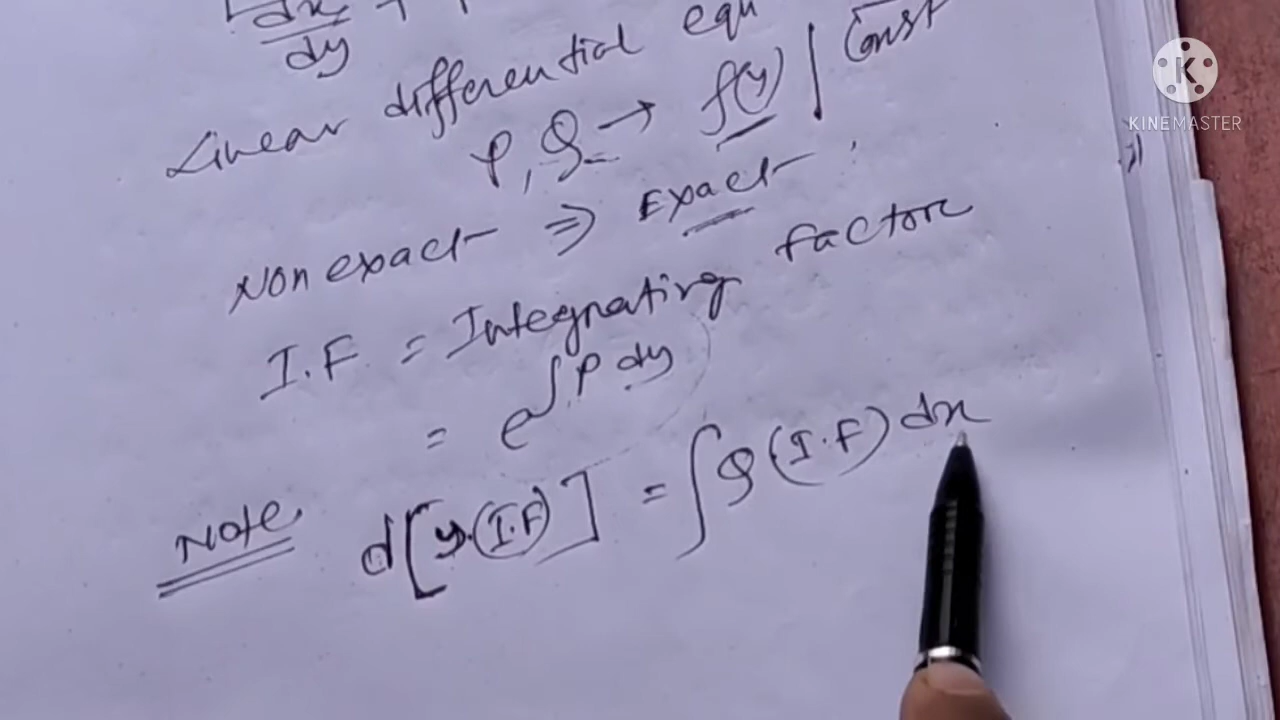 dx/dy +
Linear differential equ
P, Q → f(y) | Const
Non exact ⇒ Exact
I.F. = Integrating factor
= e^∫P dy
Note d[y.(I.F)] = ∫Q(I.F) dx
K
KINEMASTER